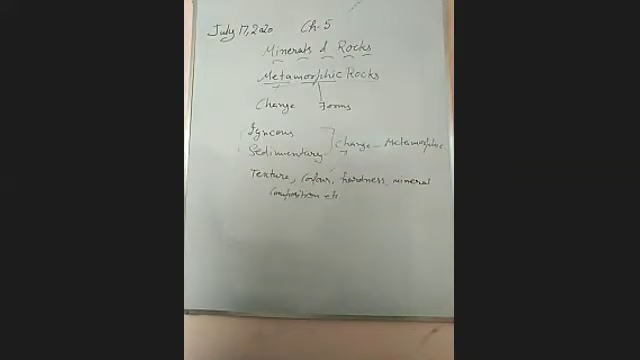 July 17, 2020 Ch. 5
Minerals & Rocks
Metamorphic Rocks
Change Forms
Igneous
Sedimentary } Change - Metamorphic.
Texture, Colour, hardness, mineral
Composition etc.